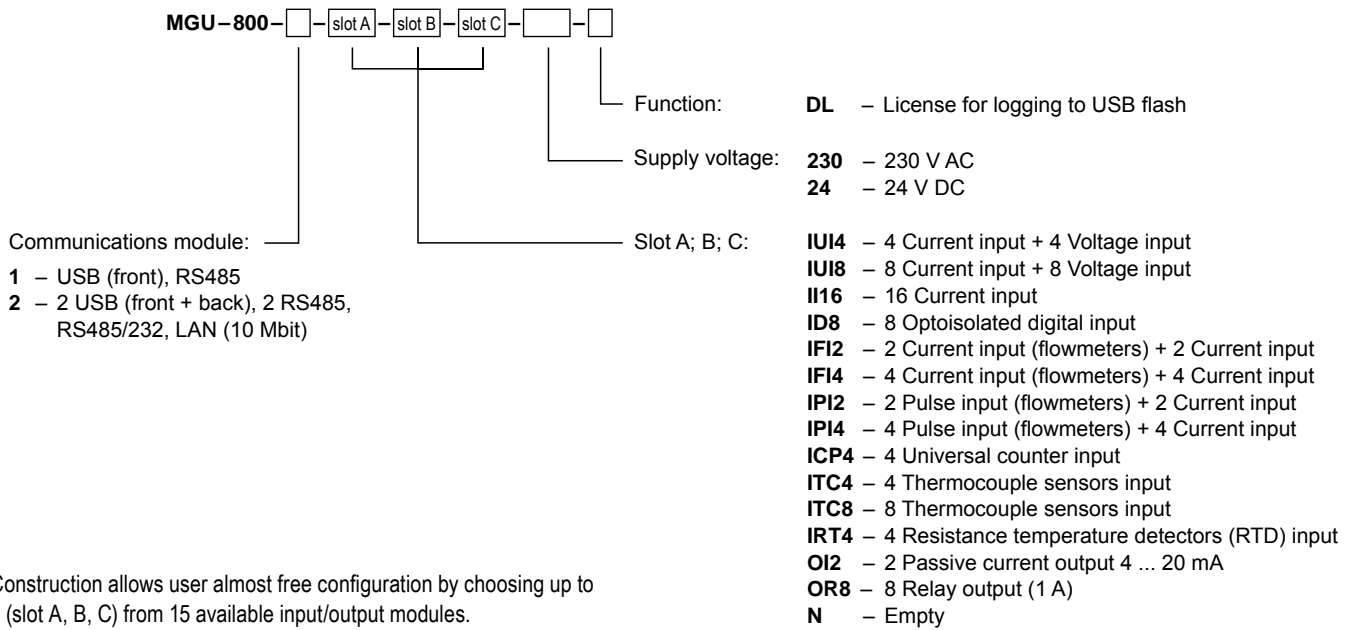 MGU–800– – slot A – slot B – slot C – –
Function: DL – License for logging to USB flash
Supply voltage: 230 – 230 V AC
24 – 24 V DC
Communications module:
1 – USB (front), RS485
2 – 2 USB (front + back), 2 RS485,
RS485/232, LAN (10 Mbit)
Slot A; B; C: IUI4 – 4 Current input + 4 Voltage input
IUI8 – 8 Current input + 8 Voltage input
II16 – 16 Current input
ID8 – 8 Optoisolated digital input
IFI2 – 2 Current input (flowmeters) + 2 Current input
IFI4 – 4 Current input (flowmeters) + 4 Current input
IPI2 – 2 Pulse input (flowmeters) + 2 Current input
IPI4 – 4 Pulse input (flowmeters) + 4 Current input
ICP4 – 4 Universal counter input
ITC4 – 4 Thermocouple sensors input
ITC8 – 8 Thermocouple sensors input
IRT4 – 4 Resistance temperature detectors (RTD) input
OI2 – 2 Passive current output 4 ... 20 mA
OR8 – 8 Relay output (1 A)
N – Empty
Construction allows user almost free configuration by choosing up to
(slot A, B, C) from 15 available input/output modules.